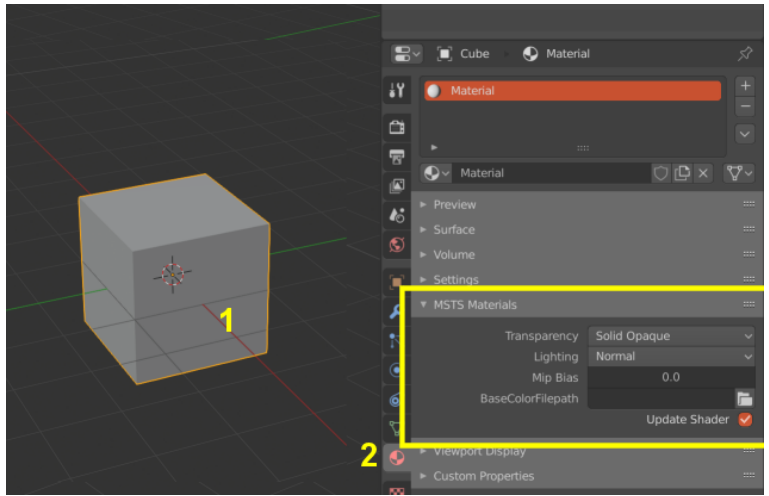 Cube Material
Material
Material
Preview
Surface
Volume
Settings
MSTS Materials
Transparency Solid Opaque
Lighting Normal
Mip Bias 0.0
BaseColorFilepath
Update Shader
Viewport Display
Custom Properties
1
2